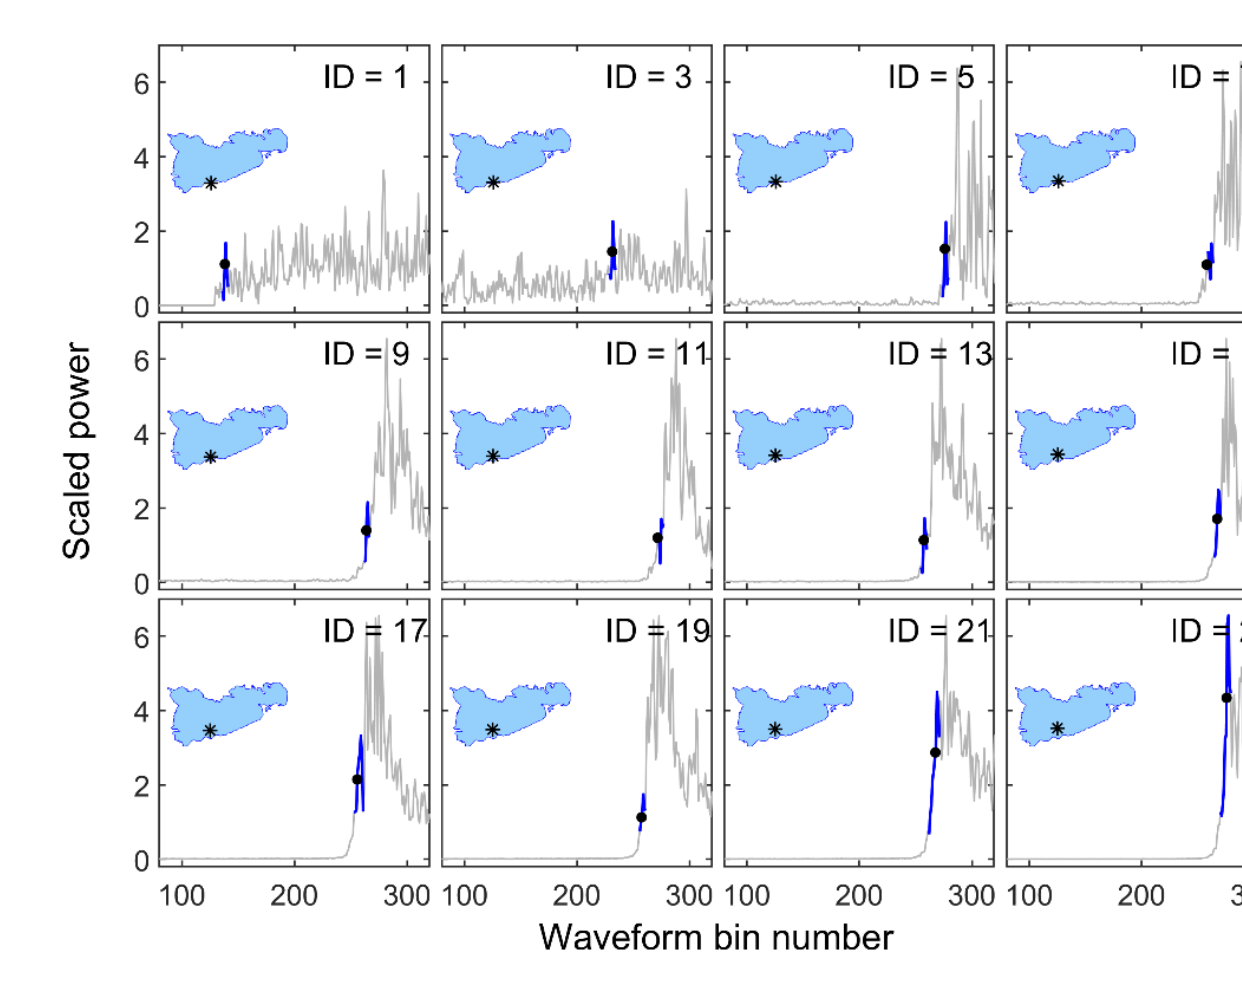 ID = 1 ID = 3 ID = 5 ID =
6
4
2
0
ID = 9 ID = 11 ID = 13 ID =
6
4
2
0
ID = 17 ID = 19 ID = 21 ID =
6
4
2
0
Scaled power
100 200 300 100 200 300 100 200 300 100 200
Waveform bin number